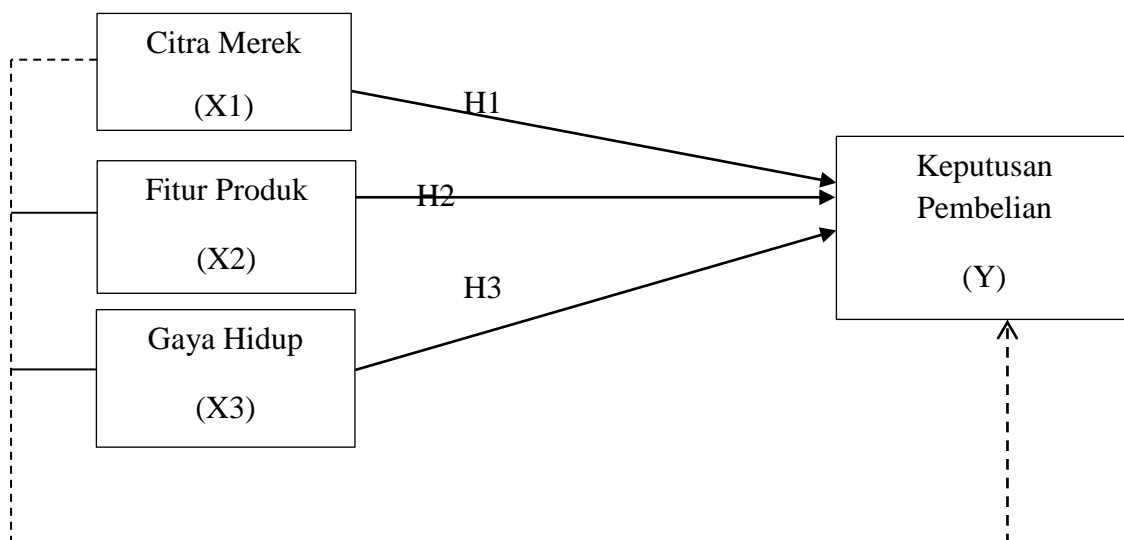 Citra Merek
(X1)
H1
Fitur Produk
(X2)
H2
Gaya Hidup
(X3)
H3
Keputusan
Pembelian
(Y)